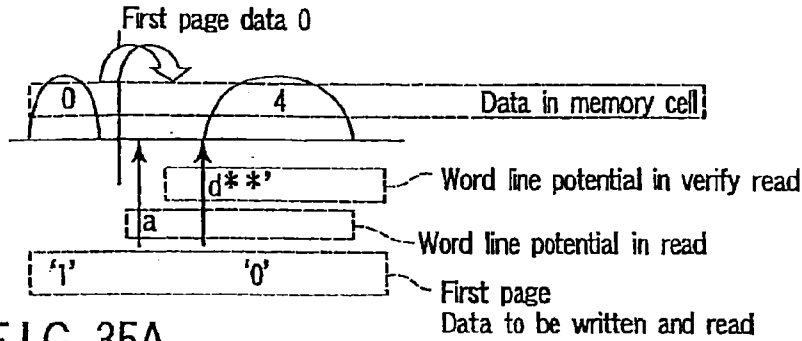 First page data 0
0 4 Data in memory cell
d**' Word line potential in verify read
a Word line potential in read
'1' '0' First page
Data to be written and read
FIG. 35A